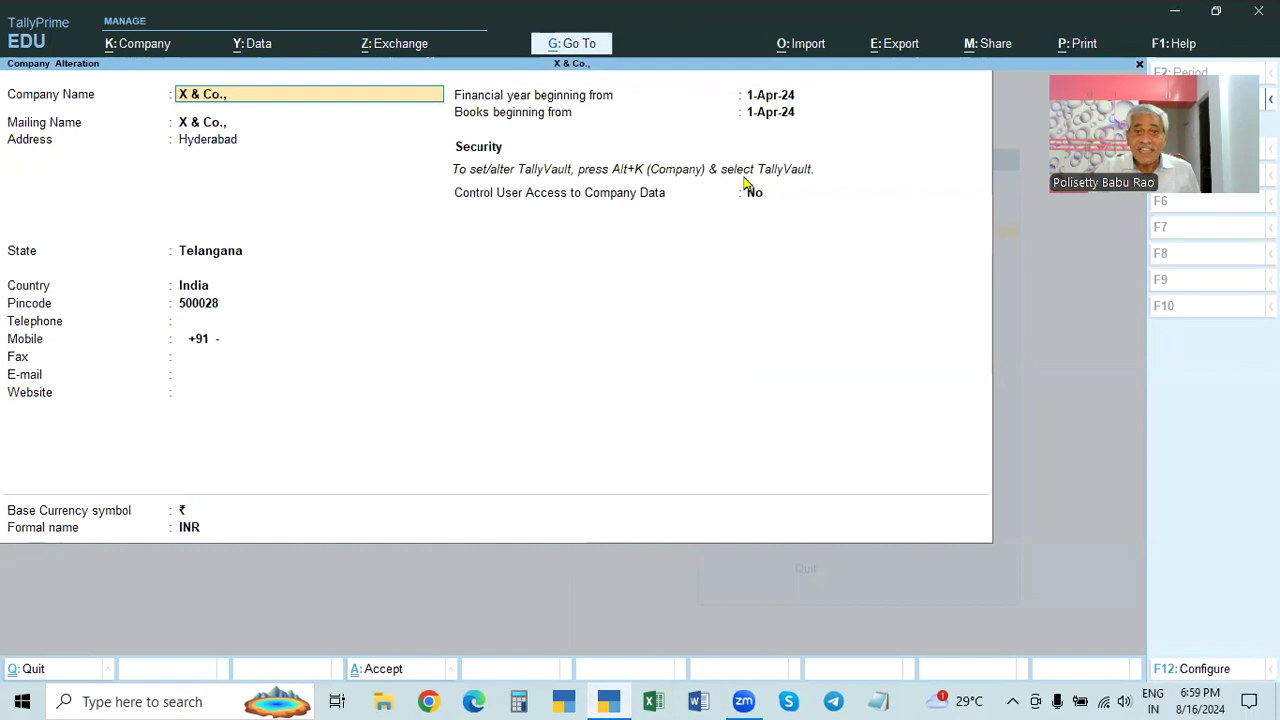 TallyPrime
EDU
MANAGE
K: Company
Y: Data
Z: Exchange
G: Go To
O: Import
E: Export
M: Share
P: Print
F1: Help
Company Alteration
X & Co.,
F2: Period
Company Name : X & Co.,
Mailing Name : X & Co.,
Address : Hyderabad
State : Telangana
Country : India
Pincode : 500028
Telephone :
Mobile : +91 -
Fax :
E-mail :
Website :
Financial year beginning from : 1-Apr-24
Books beginning from : 1-Apr-24
Security
To set/alter TallyVault, press Alt+K (Company) & select TallyVault.
Control User Access to Company Data : No
Polisetty Babu Rao
F6
F7
F8
F9
F10
Base Currency symbol : ₹
Formal name : INR
Quit
Q: Quit
A: Accept
F12: Configure
Type here to search
zm
1
29°C
ENG
IN
6:59 PM
8/16/2024